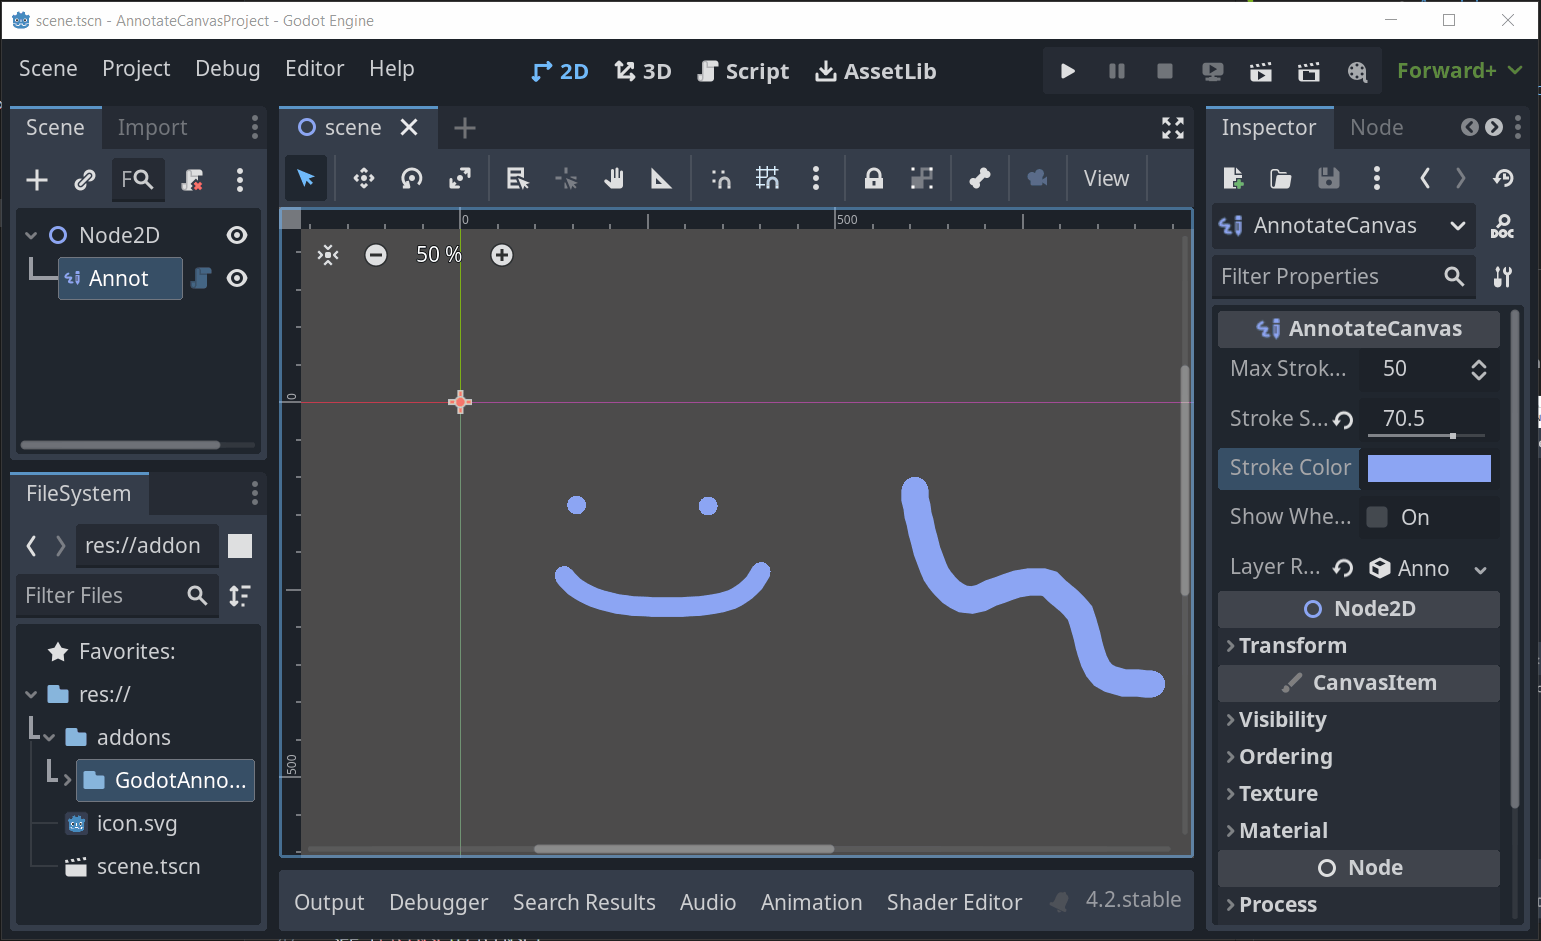 scene.tscn - AnnotateCanvasProject - Godot Engine
Scene Project Debug Editor Help
2D 3D Script AssetLib
Forward+
Scene Import
F
Node2D
Annot
FileSystem
res://addon
Filter Files
Favorites:
res://
addons
GodotAnno...
icon.svg
scene.tscn
scene
View
0
500
50 %
0
500
Output Debugger Search Results Audio Animation Shader Editor
4.2.stable
Inspector Node
AnnotateCanvas
DOC
Filter Properties
AnnotateCanvas
Max Strok... 50
Stroke S... 70.5
Stroke Color
Show Whe... On
Layer R... Anno
Node2D
Transform
CanvasItem
Visibility
Ordering
Texture
Material
Node
Process